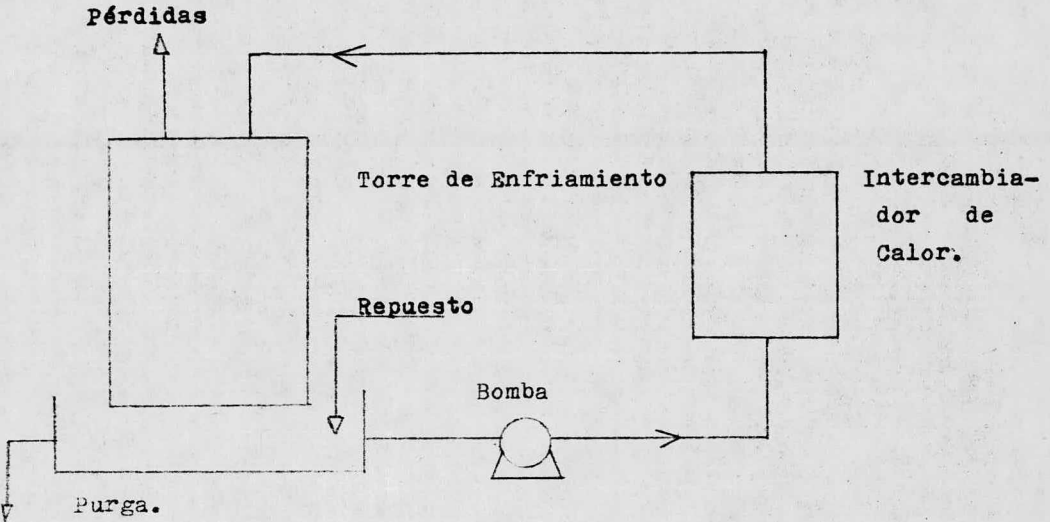 Pérdidas
Torre de Enfriamiento
Intercambia-
dor de
Calor.
Repuesto
Bomba
Purga.